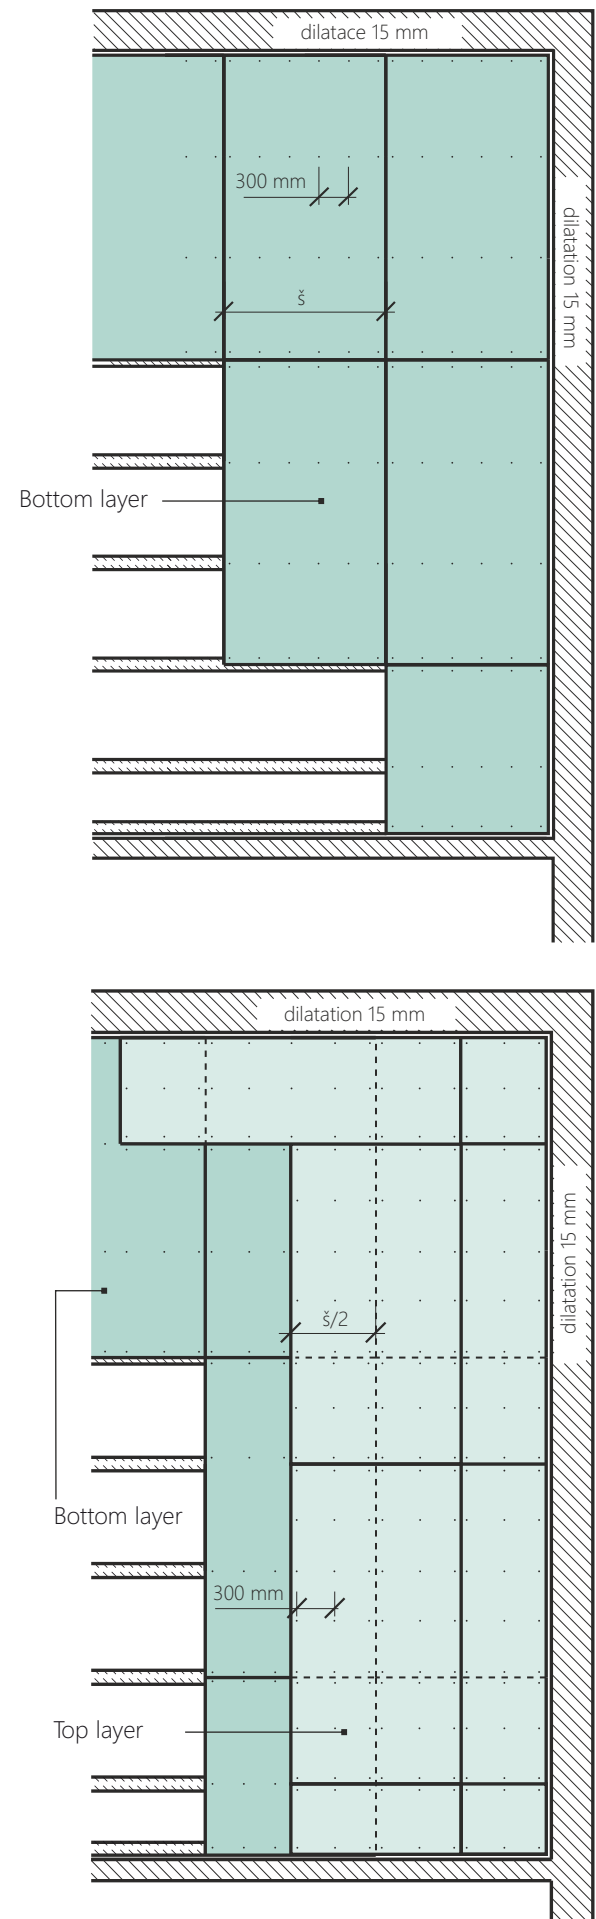 dilatace 15 mm
300 mm
dilatation 15 mm
š
Bottom layer
dilatation 15 mm
dilatation 15 mm
š/2
Bottom layer
300 mm
Top layer